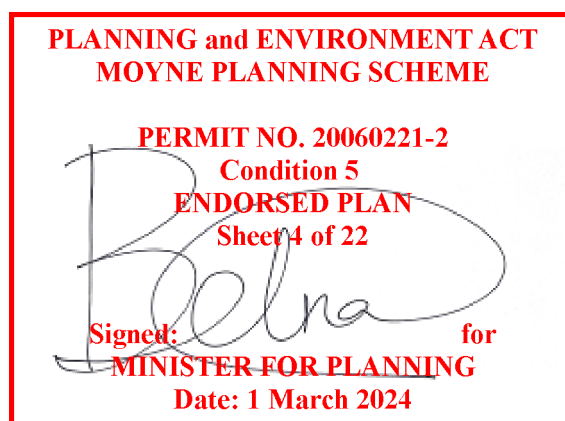 PLANNING and ENVIRONMENT ACT
MOYNE PLANNING SCHEME
PERMIT NO. 20060221-2
Condition 5
ENDORSED PLAN
Sheet 4 of 22
Signed: for
MINISTER FOR PLANNING
Date: 1 March 2024